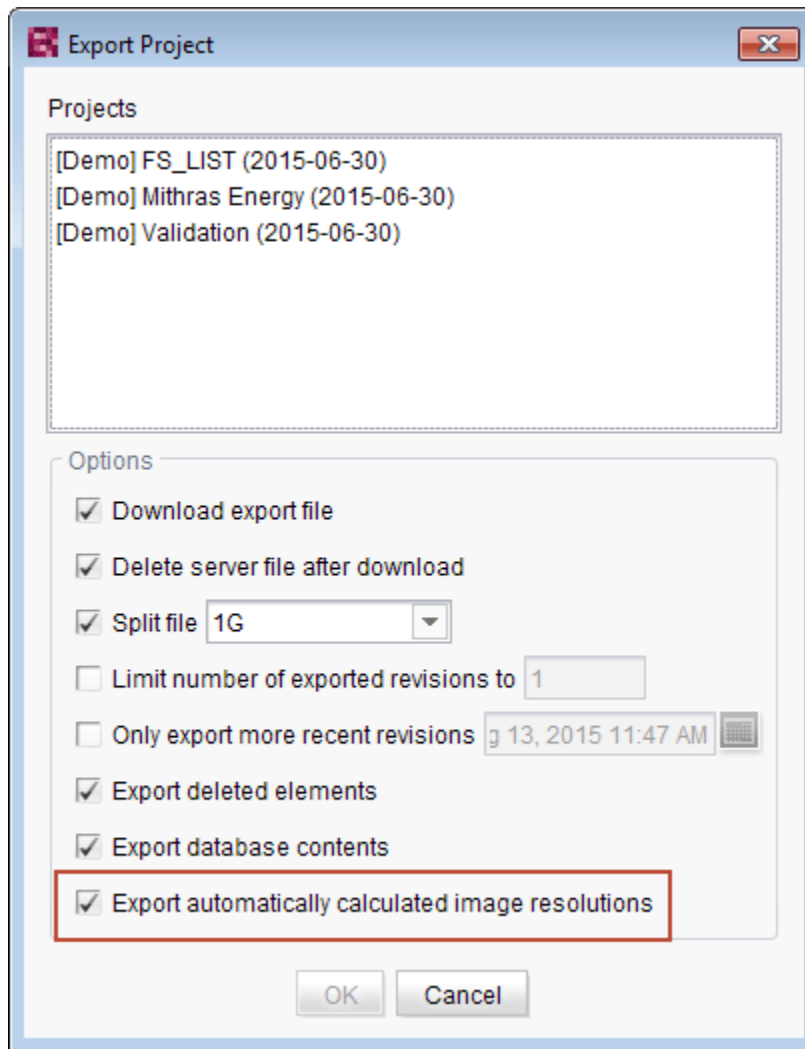 Export Project
Projects
[Demo] FS_LIST (2015-06-30)
[Demo] Mithras Energy (2015-06-30)
[Demo] Validation (2015-06-30)
Options
Download export file
Delete server file after download
Split file 1G
Limit number of exported revisions to 1
Only export more recent revisions g 13, 2015 11:47 AM
Export deleted elements
Export database contents
Export automatically calculated image resolutions
OK Cancel